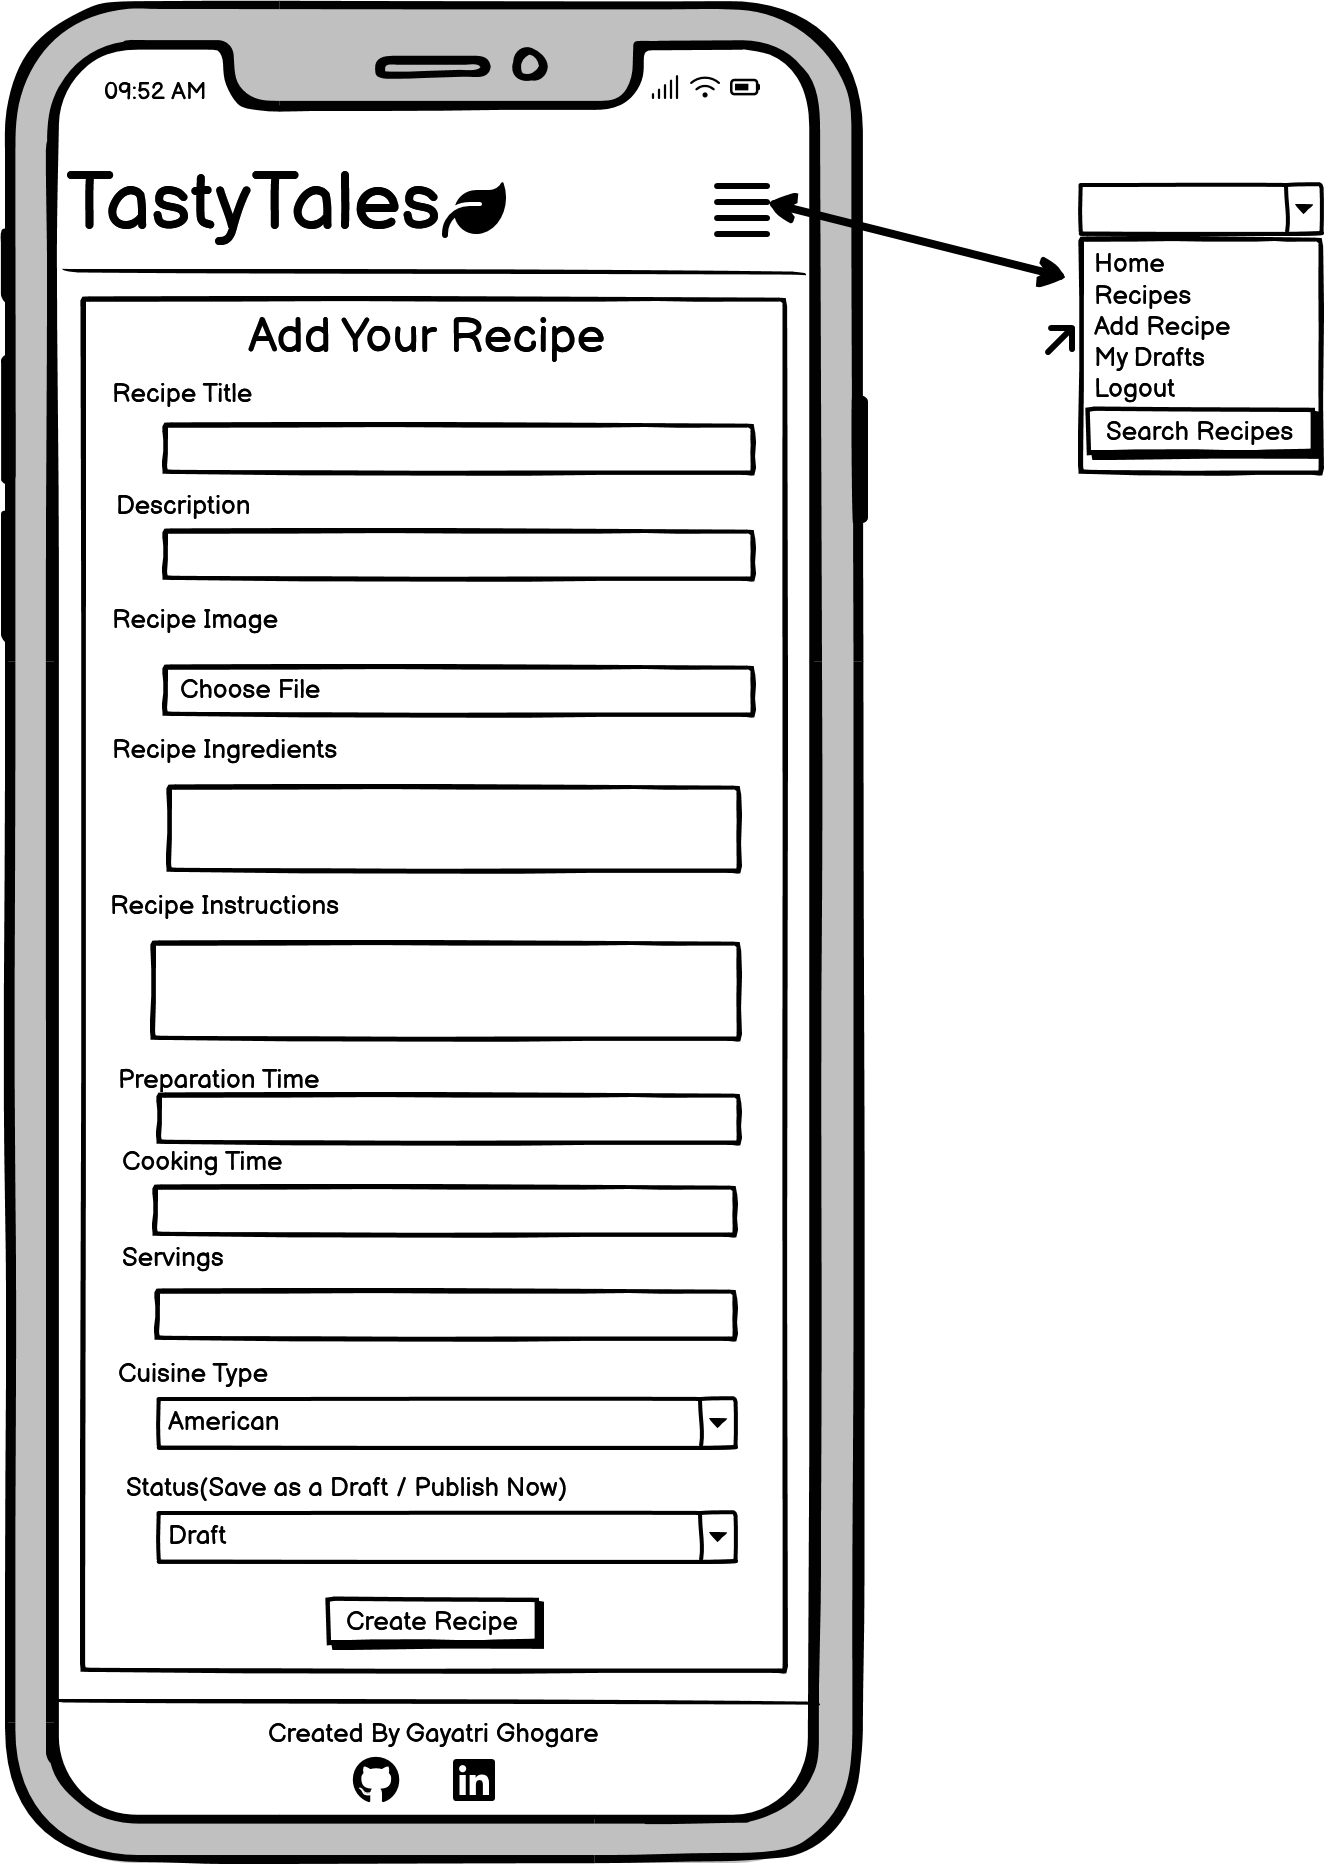 09:52 AM
TastyTales
Add Your Recipe
Recipe Title
Description
Recipe Image
Choose File
Recipe Ingredients
Recipe Instructions
Preparation Time
Cooking Time
Servings
Cuisine Type
American
Status(Save as a Draft / Publish Now)
Draft
Create Recipe
Created By Gayatri Ghogare
in
Home
Recipes
Add Recipe
My Drafts
Logout
Search Recipes